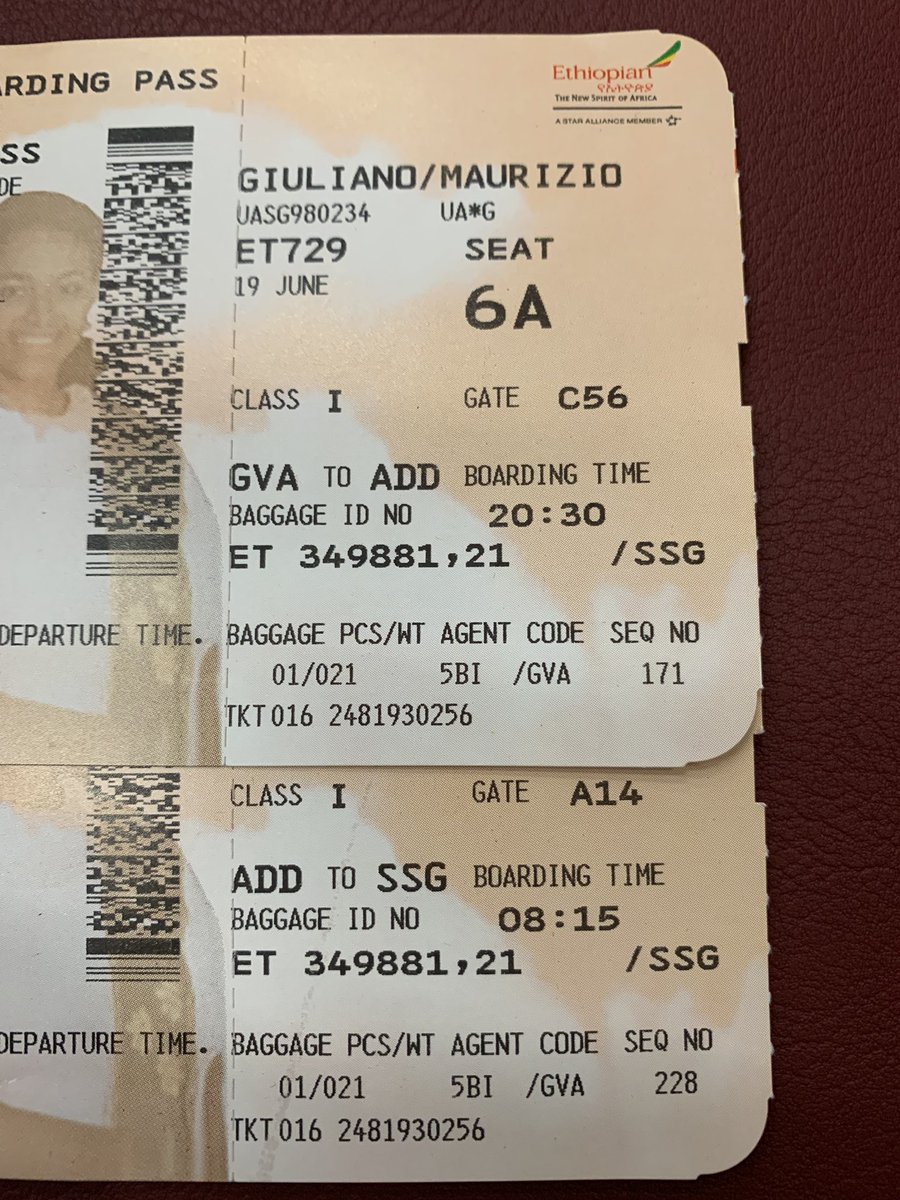 ARDING PASS
Ethiopian
የኢትዮጵያ
THE NEW SPIRIT OF AFRICA
A STAR ALLIANCE MEMBER
SS
DE
GIULIANO/MAURIZIO
UASG980234 UA*G
ET729 SEAT
19 JUNE 6A
CLASS I GATE C56
GVA TO ADD BOARDING TIME
BAGGAGE ID NO 20:30
ET 349881,21 /SSG
DEPARTURE TIME. BAGGAGE PCS/WT AGENT CODE SEQ NO
01/021 5BI /GVA 171
TKT 016 2481930256
CLASS I GATE A14
ADD TO SSG BOARDING TIME
BAGGAGE ID NO 08:15
ET 349881,21 /SSG
DEPARTURE TIME. BAGGAGE PCS/WT AGENT CODE SEQ NO
01/021 5BI /GVA 228
TKT 016 2481930256